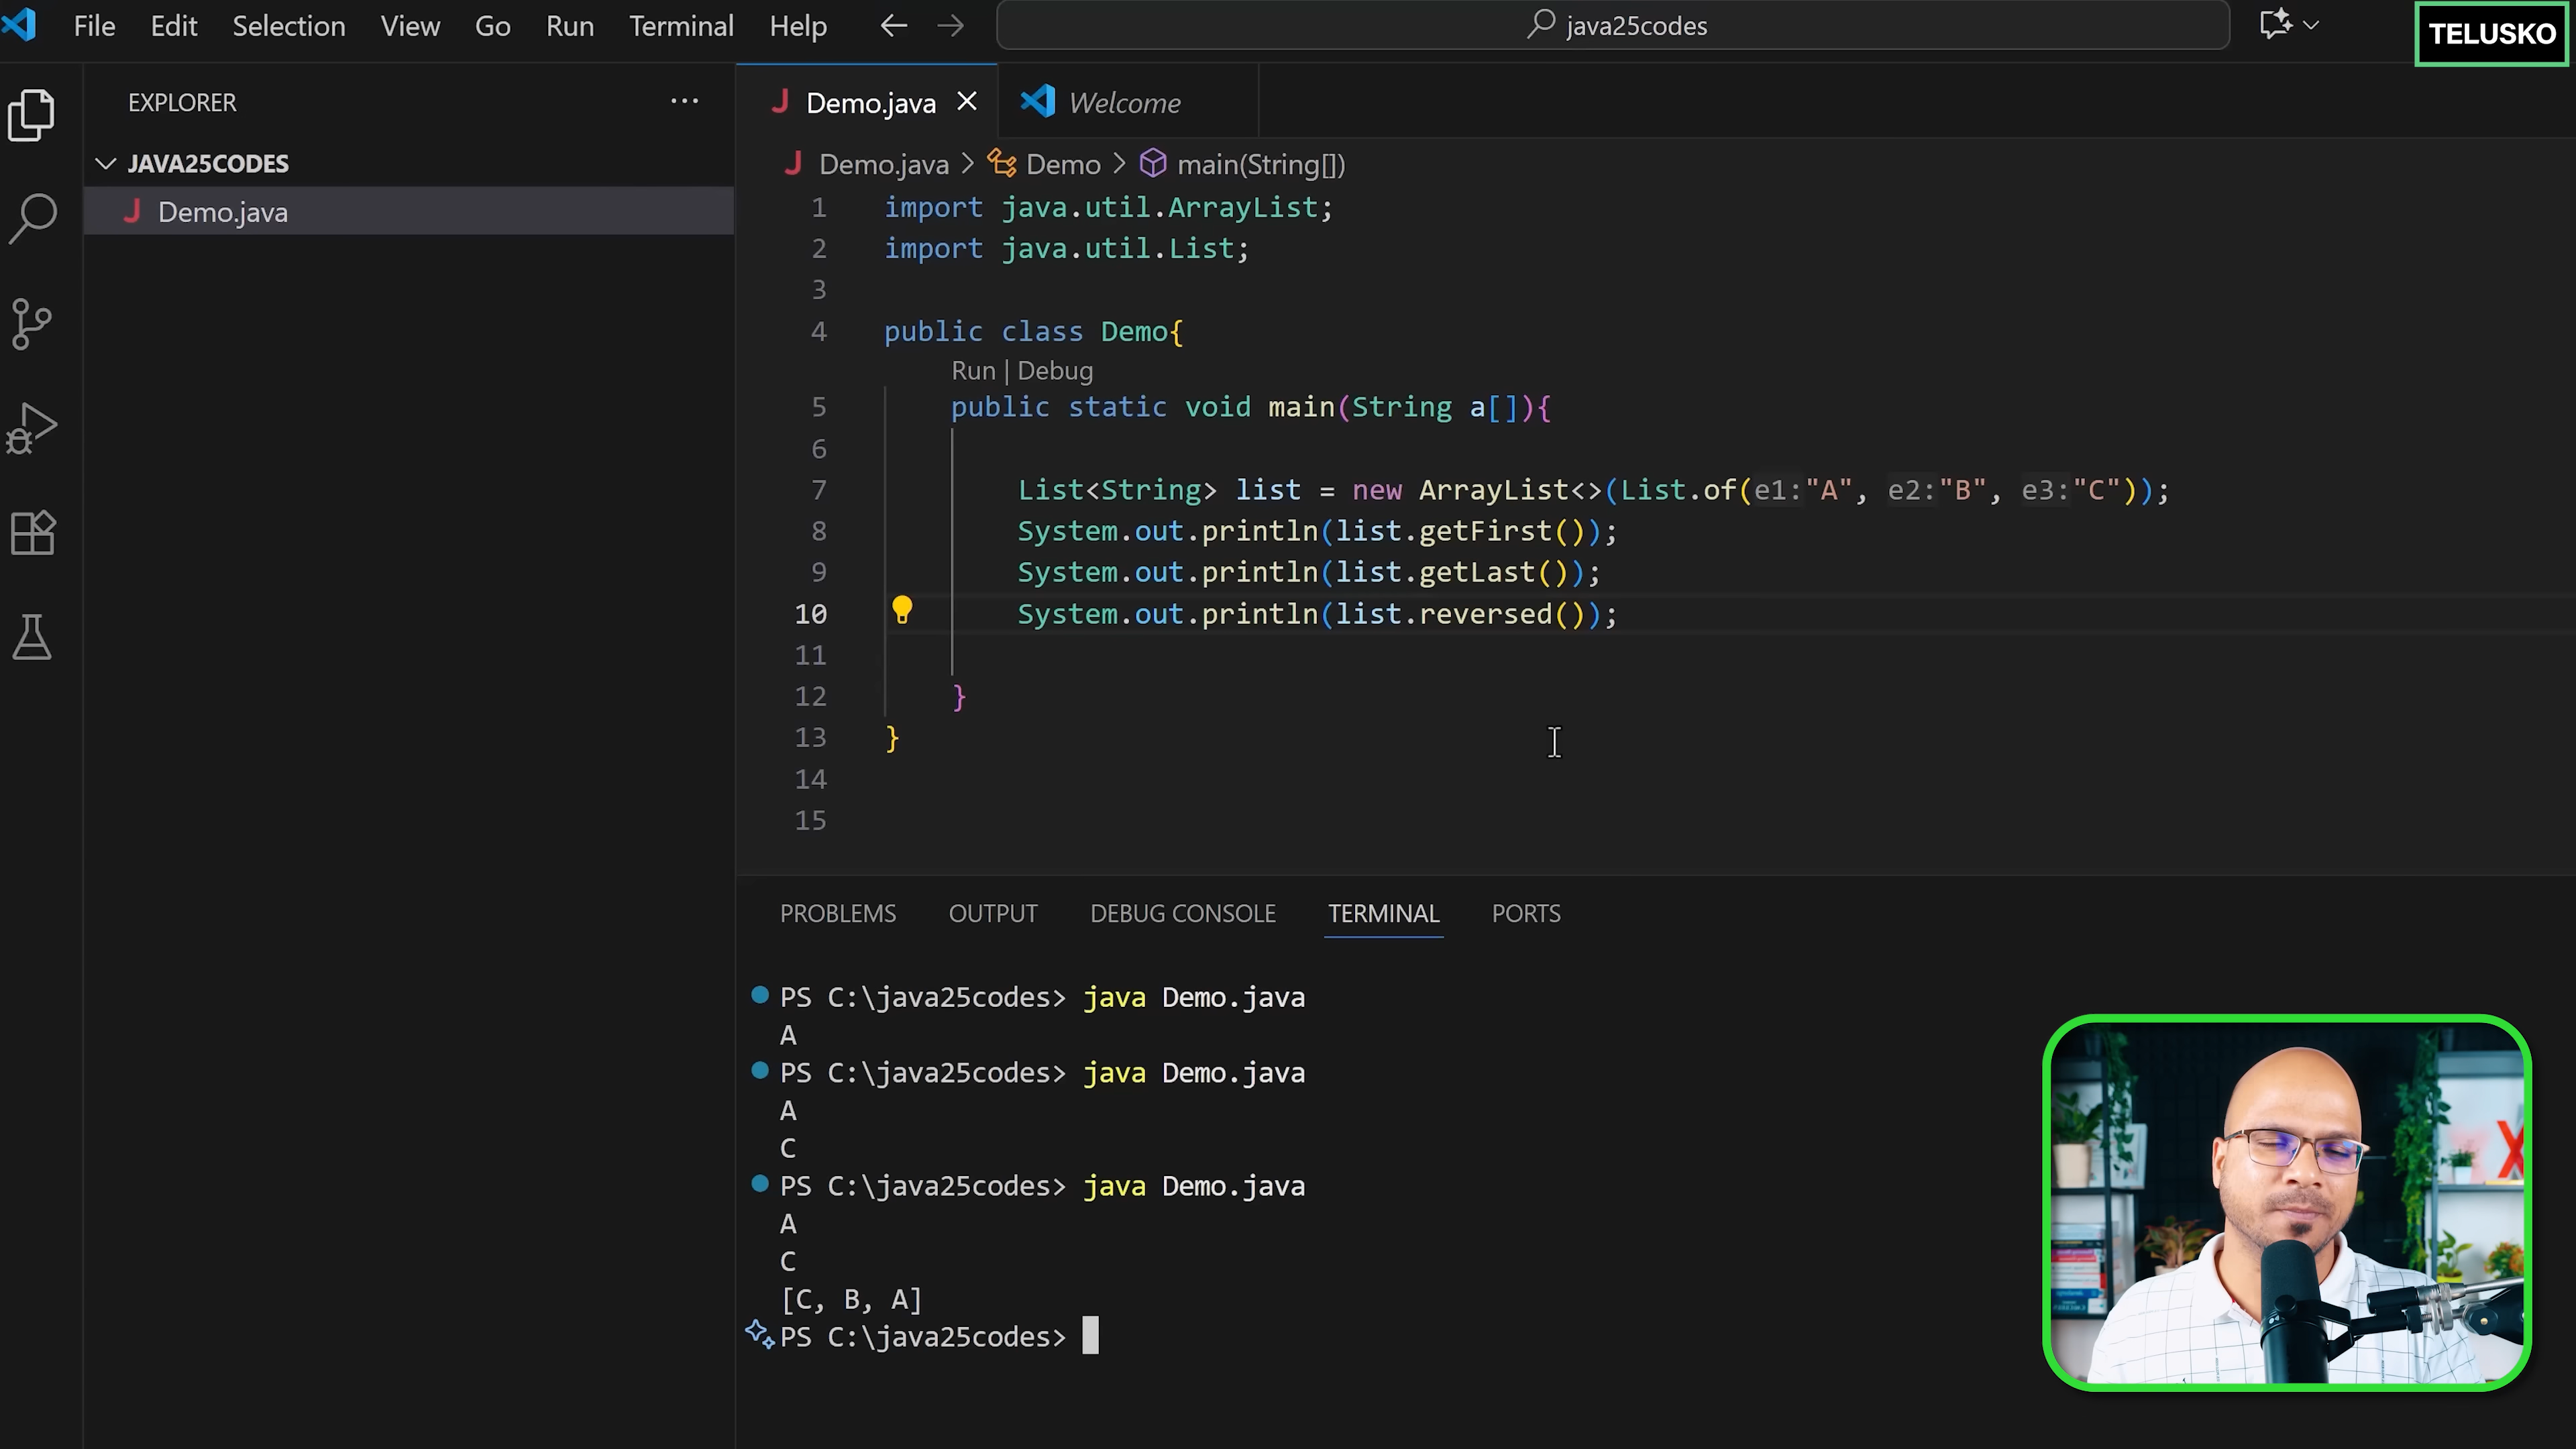 File Edit Selection View Go Run Terminal Help
java25codes
TELUSKO
EXPLORER
JAVA25CODES
Demo.java
Demo.java Welcome
Demo.java > Demo > main(String[])
1 import java.util.ArrayList;
2 import java.util.List;
3
4 public class Demo{
Run | Debug
5 public static void main(String a[]){
6
7 List<String> list = new ArrayList<>(List.of(e1:"A", e2:"B", e3:"C"));
8 System.out.println(list.getFirst());
9 System.out.println(list.getLast());
10 System.out.println(list.reversed());
11
12 }
13 }
14
15
PROBLEMS OUTPUT DEBUG CONSOLE TERMINAL PORTS
PS C:\java25codes> java Demo.java
A
PS C:\java25codes> java Demo.java
A
C
PS C:\java25codes> java Demo.java
A
C
[C, B, A]
PS C:\java25codes>